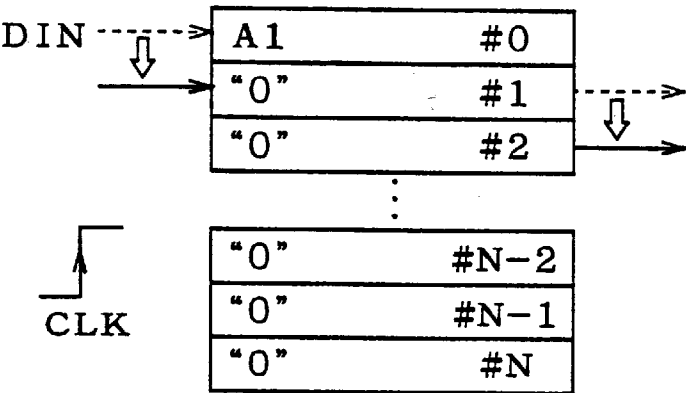 DIN A1 #0
“0” #1
“0” #2
“0” #N-2
“0” #N-1
CLK
“0” #N